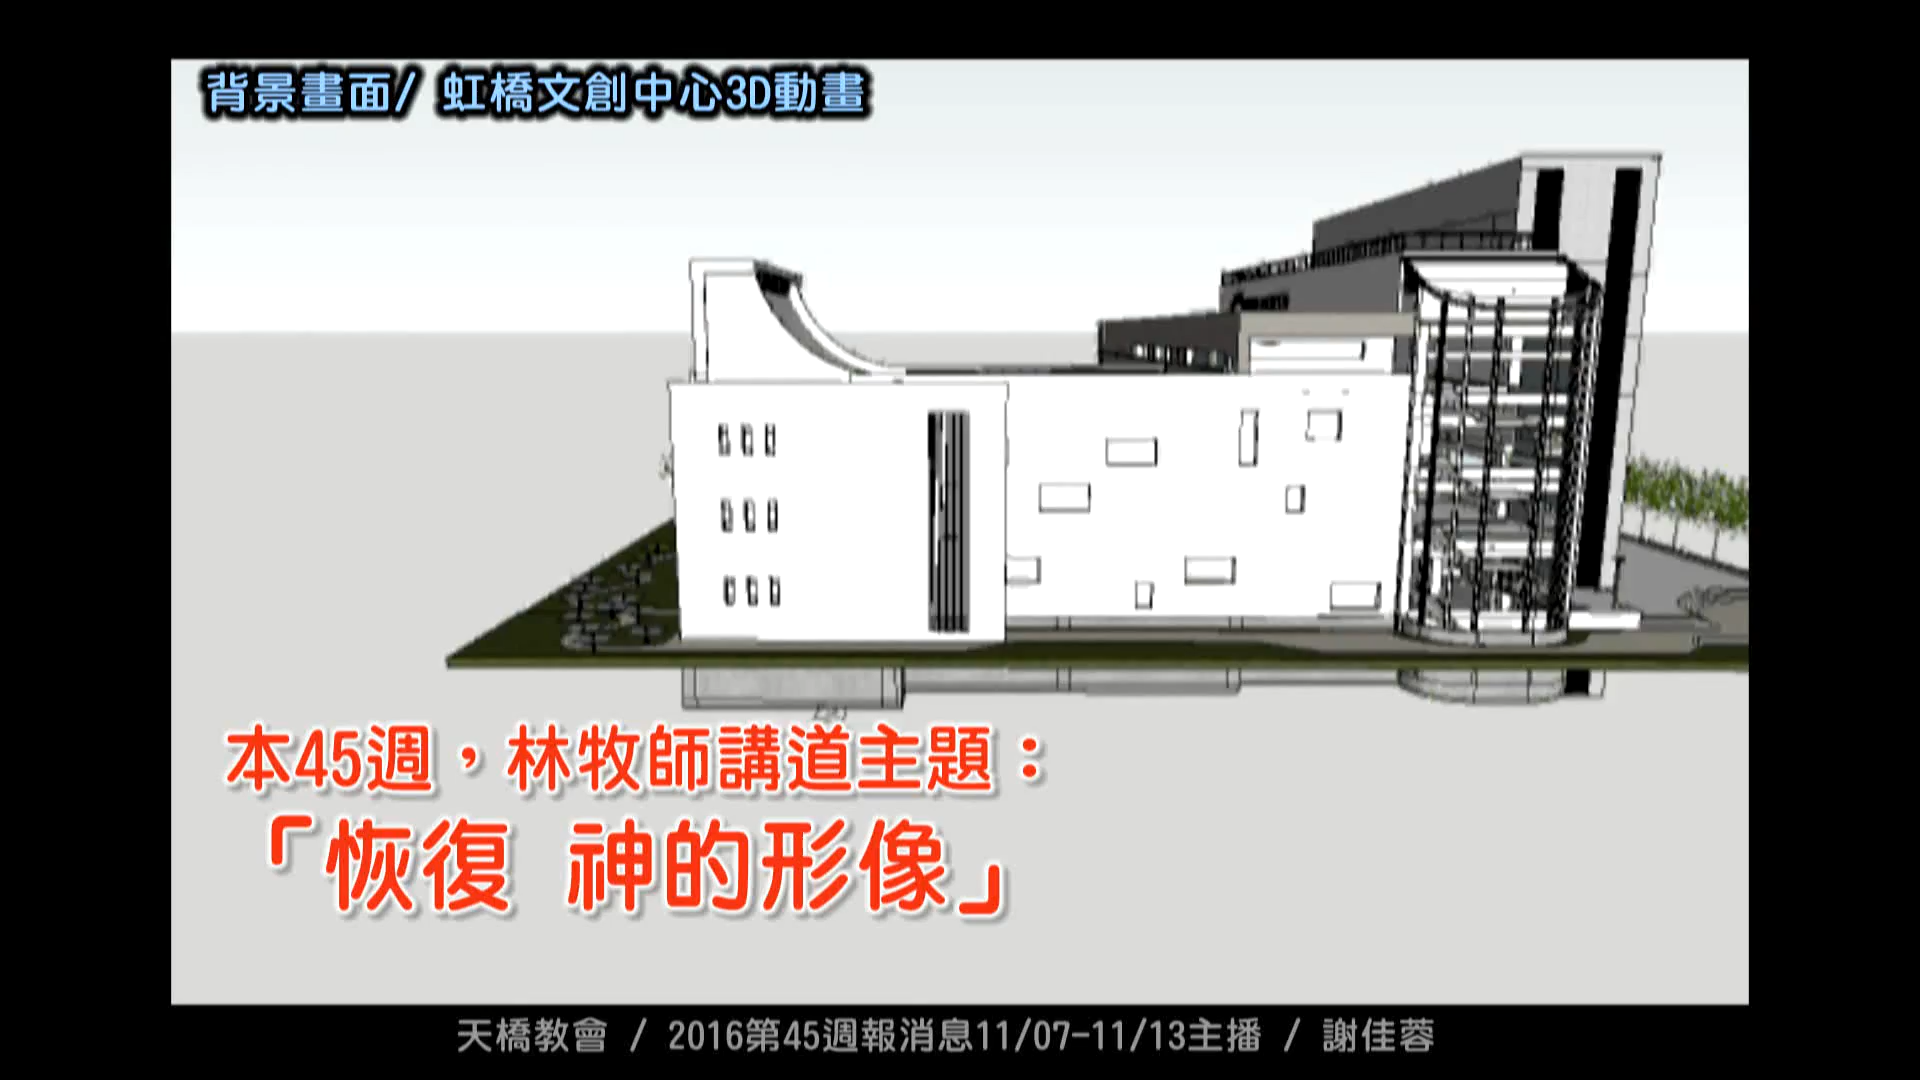 背景畫面/ 虹橋文創中心3D動畫
本45週，林牧師講道主題：
「恢復 神的形像」
天橋教會 / 2016第45週報消息11/07-11/13主播 / 謝佳蓉